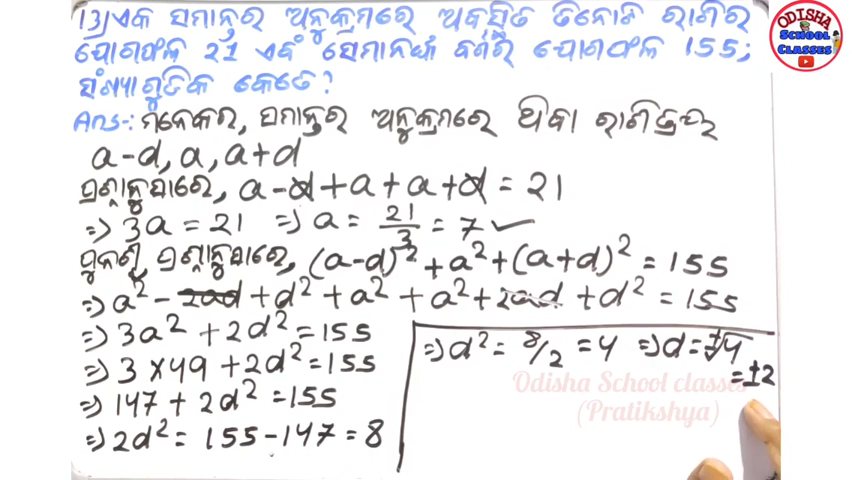 13) ଏକ ସମାନ୍ତର ଅନୁକ୍ରମରେ ଅବସ୍ଥିତ ତିନୋଟି ରାଶିର
ଯୋଗଫଳ 21 ଏବଂ ସେମାନଙ୍କ ବର୍ଗର ଯୋଗଫଳ 155;
ସଂଖ୍ୟାଗୁଡିକ କେତେ?
Ans:- ମନେକର, ସମାନ୍ତର ଅନୁକ୍ରମରେ ଥିବା ରାଶିତ୍ରୟ
a-d, a, a+d
ପ୍ରଶ୍ନାନୁସାରେ, a-d+a+a+d = 21
⇒ 3a = 21 ⇒ a = 21/3 = 7 ✓
ପୁନଶ୍ଚ ପ୍ରଶ୍ନାନୁସାରେ, (a-d)² + a² + (a+d)² = 155
⇒ a² - 2ad + d² + a² + a² + 2ad + d² = 155
⇒ 3a² + 2d² = 155
⇒ 3 × 49 + 2d² = 155
⇒ 147 + 2d² = 155
⇒ 2d² = 155 - 147 = 8
⇒ d² = 8/2 = 4 ⇒ d = ±√4
= ±2
Odisha School classes
(Pratikshya)
ODISHA
SCHOOL
CLASSES